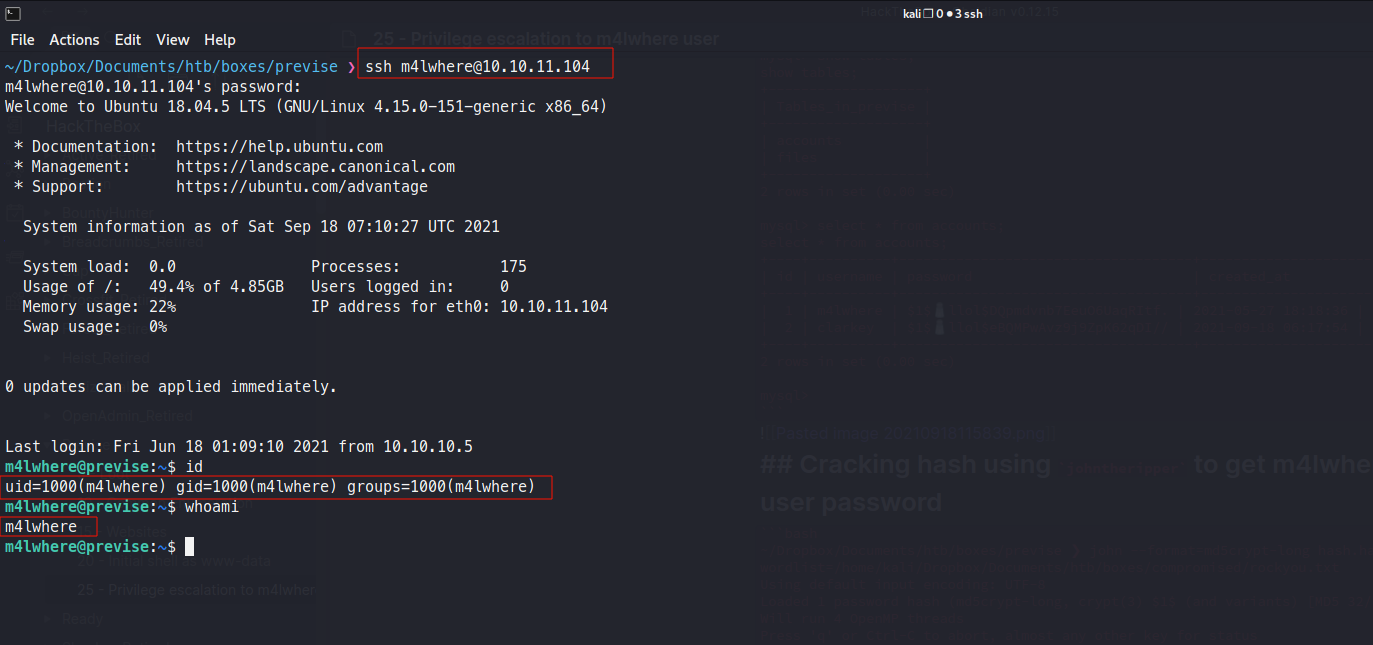 kali 0 3 ssh
File Actions Edit View Help
25 - Privilege escalation to m4lwhere user
~/Dropbox/Documents/htb/boxes/previse ❯ ssh m4lwhere@10.10.11.104
m4lwhere@10.10.11.104's password:
Welcome to Ubuntu 18.04.5 LTS (GNU/Linux 4.15.0-151-generic x86_64)
HackTheBox
* Documentation: https://help.ubuntu.com
* Management: https://landscape.canonical.com
* Support: https://ubuntu.com/advantage
System information as of Sat Sep 18 07:10:27 UTC 2021
Breadcrumbs_Retired
System load: 0.0 Processes: 175
Usage of /: 49.4% of 4.85GB Users logged in: 0
Memory usage: 22% IP address for eth0: 10.10.11.104
Swap usage: 0%
Heist_Retired
0 updates can be applied immediately.
OpenAdmin_Retired
Last login: Fri Jun 18 01:09:10 2021 from 10.10.10.5
m4lwhere@previse:~$ id
uid=1000(m4lwhere) gid=1000(m4lwhere) groups=1000(m4lwhere)
m4lwhere@previse:~$ whoami
m4lwhere
m4lwhere@previse:~$
## Cracking hash using to get m4lwhe
user password
25 - Privilege escalation to m4lwher
Ready